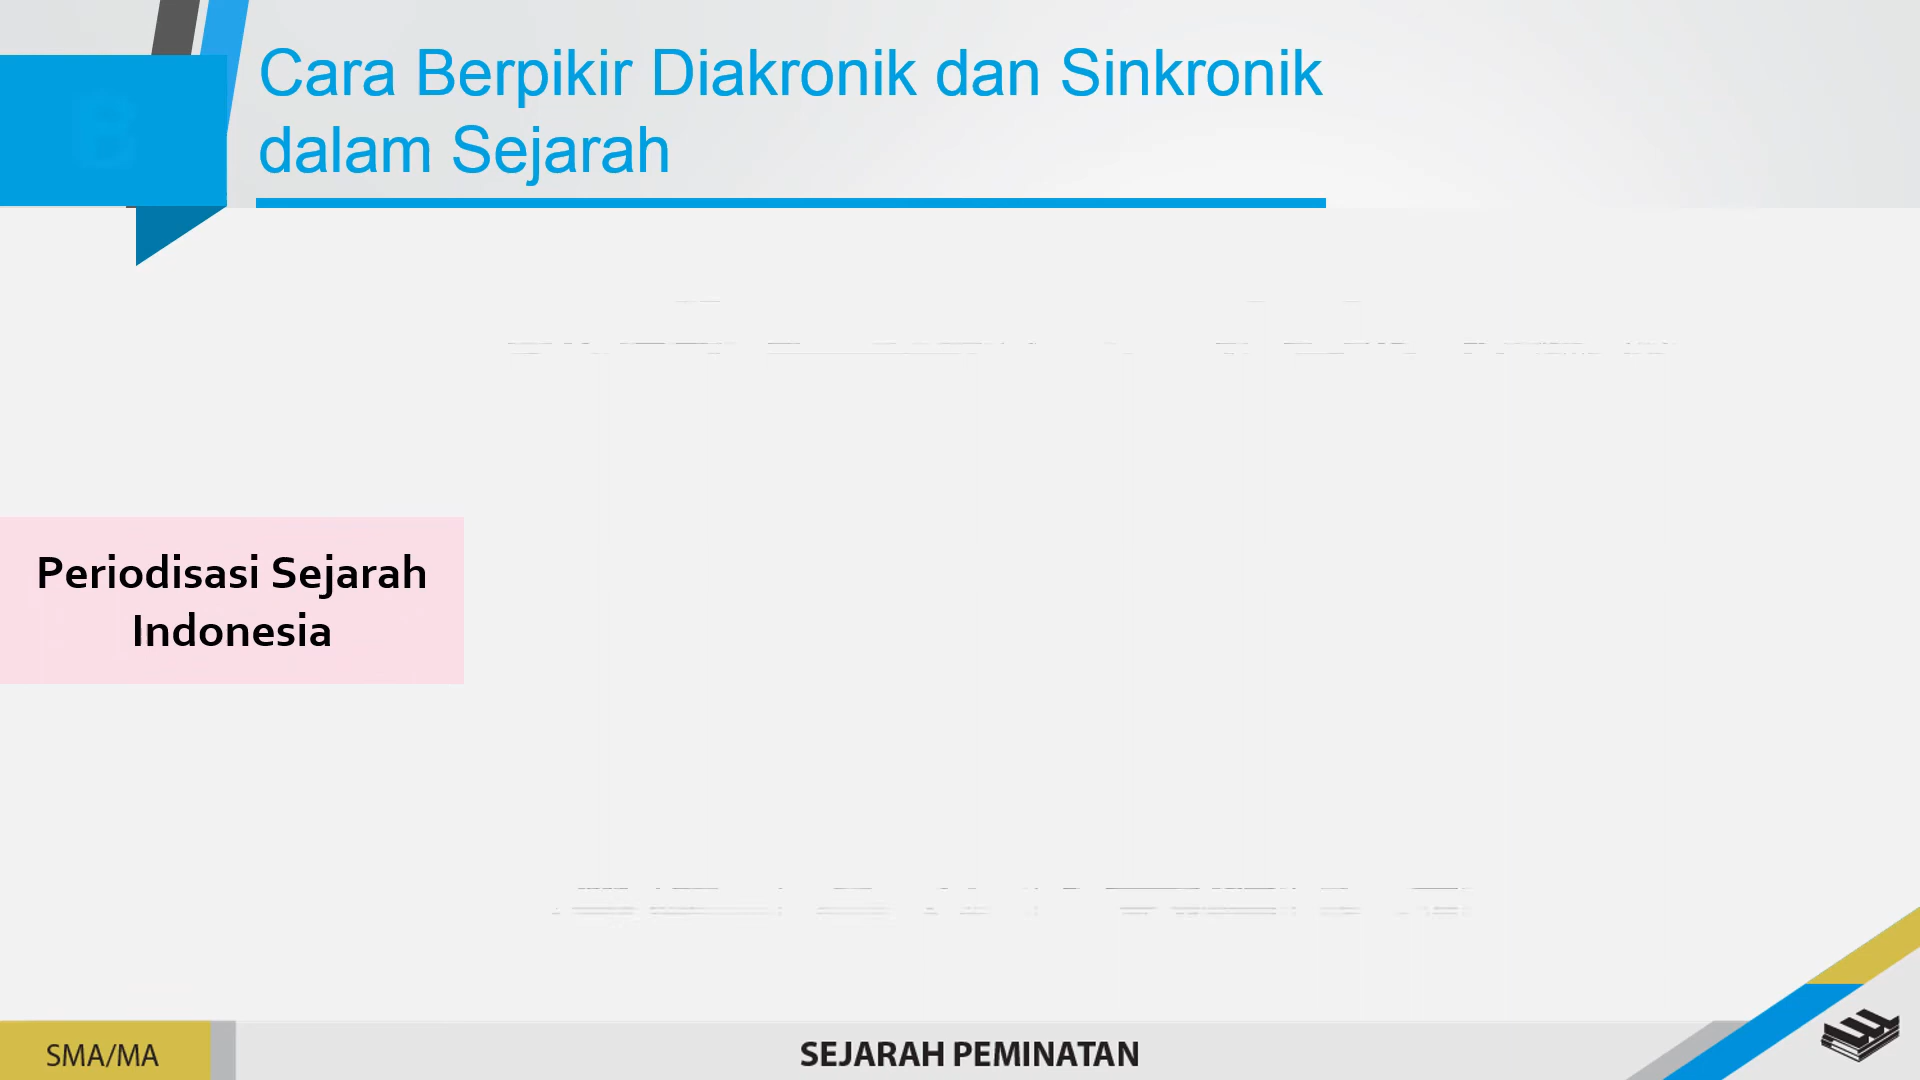 Cara Berpikir Diakronik dan Sinkronik
dalam Sejarah
Periodisasi Sejarah
Indonesia
SMA/MA
SEJARAH PEMINATAN